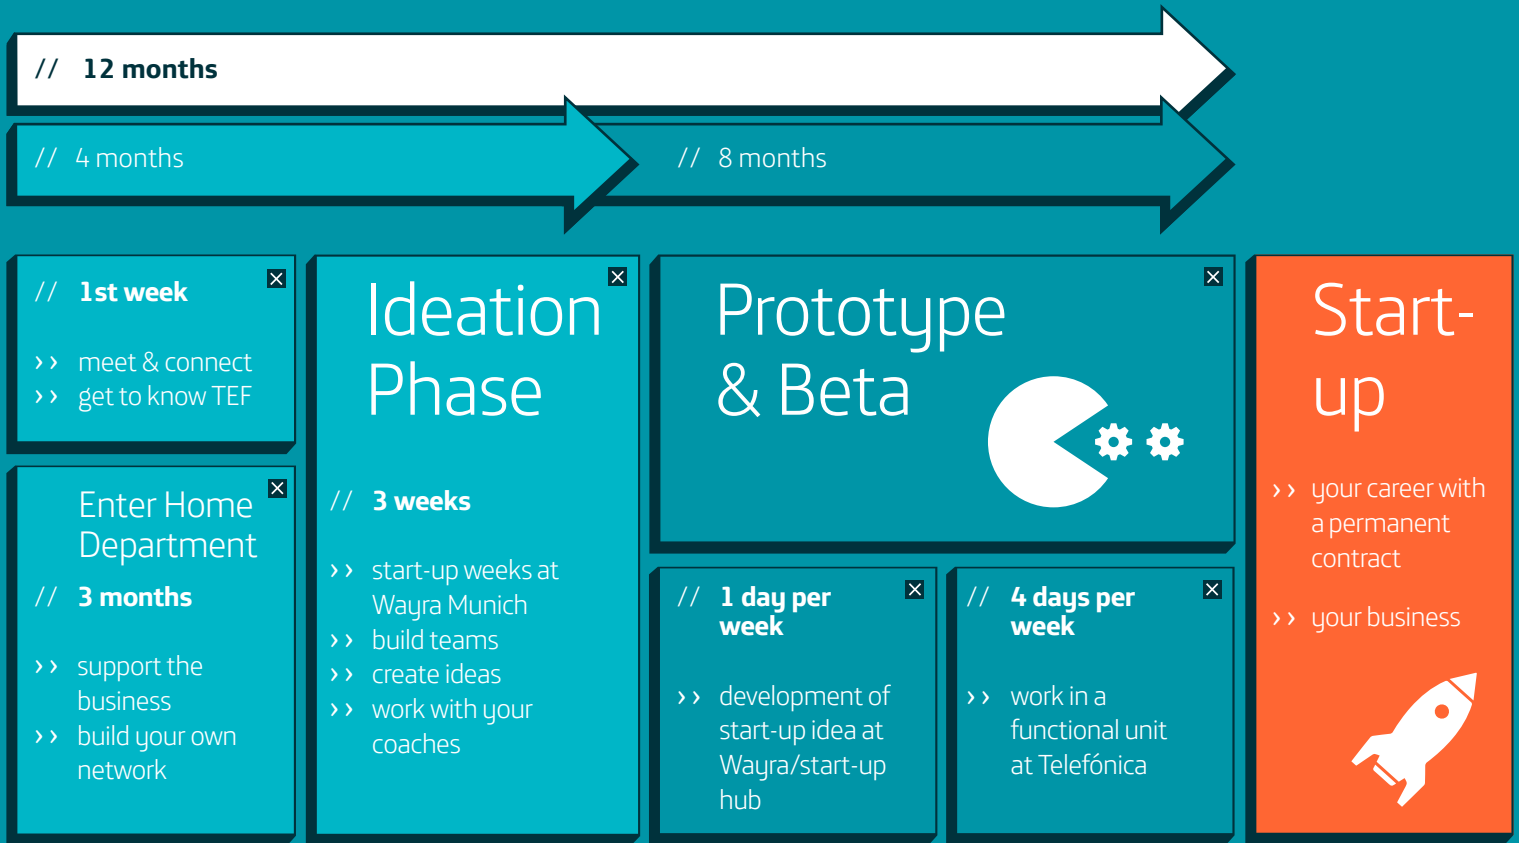 // 12 months
// 4 months
// 8 months
// 1st week
›› meet & connect
›› get to know TEF
Enter Home
Department
// 3 months
›› support the
business
›› build your own
network
Ideation
Phase
// 3 weeks
›› start-up weeks at
Wayra Munich
›› build teams
›› create ideas
›› work with your
coaches
Prototype
& Beta
// 1 day per
week
›› development of
start-up idea at
Wayra/start-up
hub
// 4 days per
week
›› work in a
functional unit
at Telefónica
Start-
up
›› your career with
a permanent
contract
›› your business